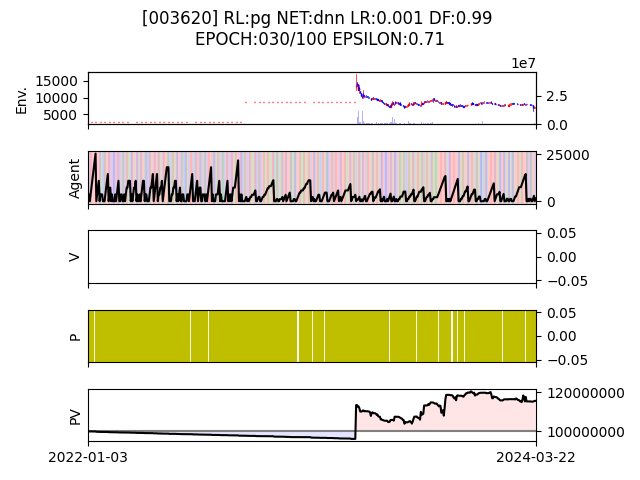 [003620] RL:pg NET:dnn LR:0.001 DF:0.99
EPOCH:030/100 EPSILON:0.71
1e7
15000
10000
5000
Env.
2.5
0.0
Agent
25000
0
V
0.05
0.00
−0.05
P
0.05
0.00
−0.05
PV
120000000
100000000
2022-01-03
2024-03-22